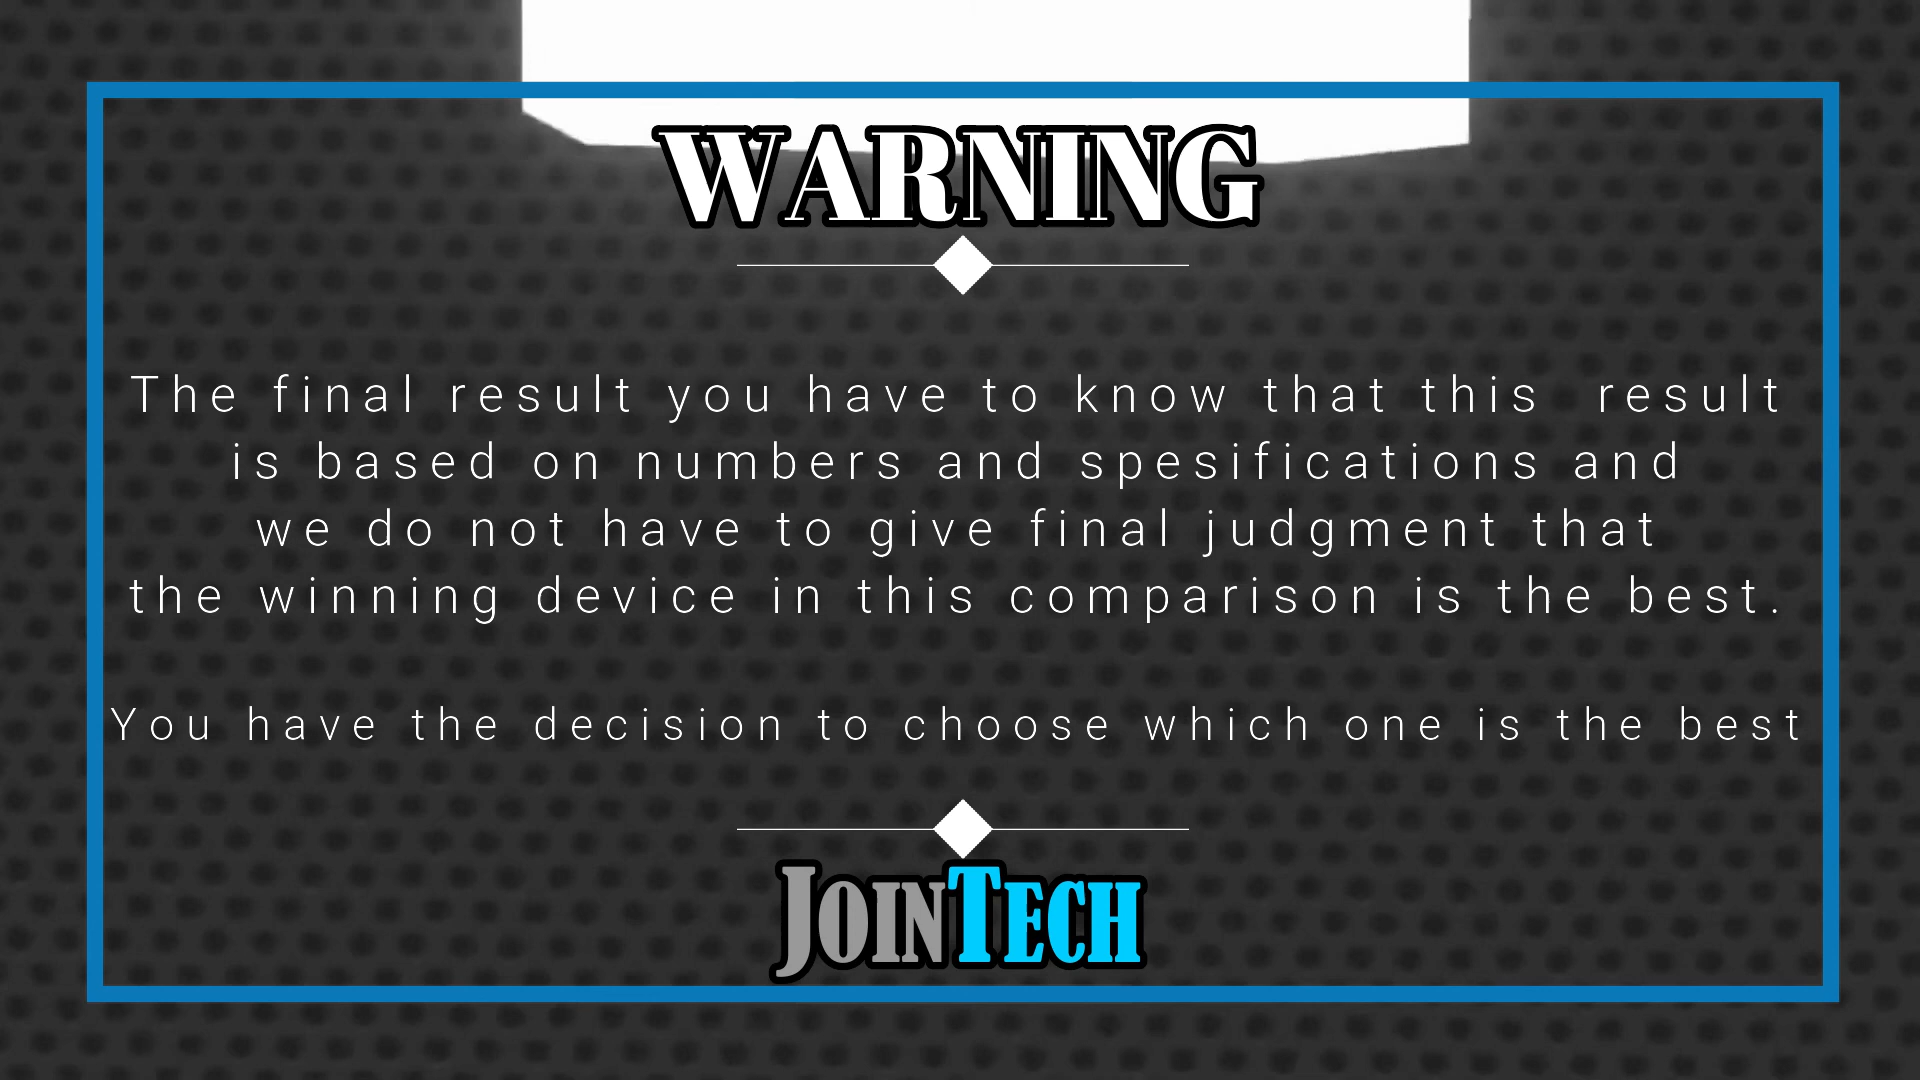 WARNING
The final result you have to know that this result
is based on numbers and spesifications and
we do not have to give final judgment that
the winning device in this comparison is the best.
You have the decision to choose which one is the best
JOINTECH